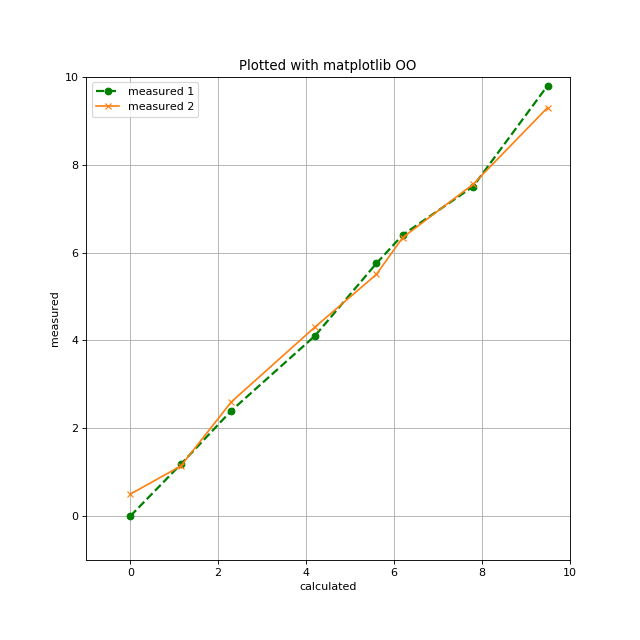 Plotted with matplotlib OO
measured 1
measured 2
10
8
6
4
2
0
measured
0 2 4 6 8 10
calculated